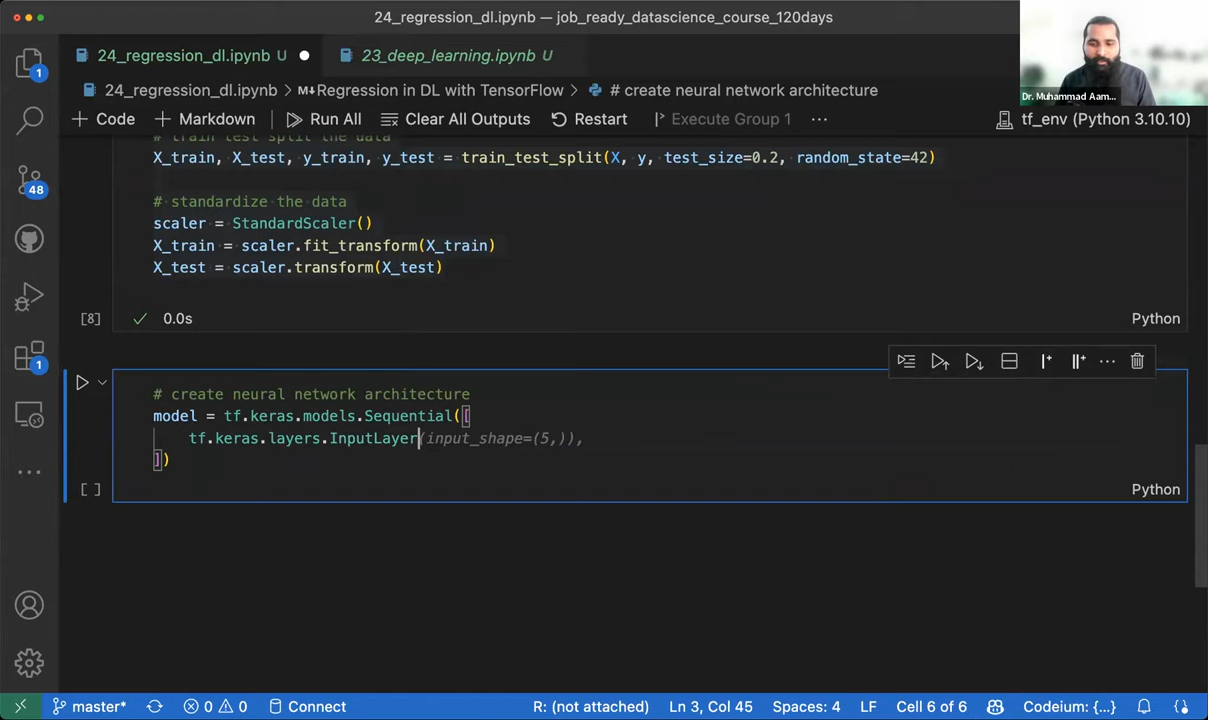 24_regression_dl.ipynb — job_ready_datascience_course_120days
24_regression_dl.ipynb U
23_deep_learning.ipynb U
24_regression_dl.ipynb > M↓Regression in DL with TensorFlow > # create neural network architecture
Dr. Muhammad Aam...
+ Code + Markdown Run All Clear All Outputs Restart Execute Group 1 ... tf_env (Python 3.10.10)
1
# train test split the data
X_train, X_test, y_train, y_test = train_test_split(X, y, test_size=0.2, random_state=42)
48
# standardize the data
scaler = StandardScaler()
X_train = scaler.fit_transform(X_train)
X_test = scaler.transform(X_test)
[8] ✓ 0.0s Python
1
# create neural network architecture
model = tf.keras.models.Sequential([
tf.keras.layers.InputLayer(input_shape=(5,)),
])
[ ] Python
master* 0 0 Connect R: (not attached) Ln 3, Col 45 Spaces: 4 LF Cell 6 of 6 Codeium: {...}